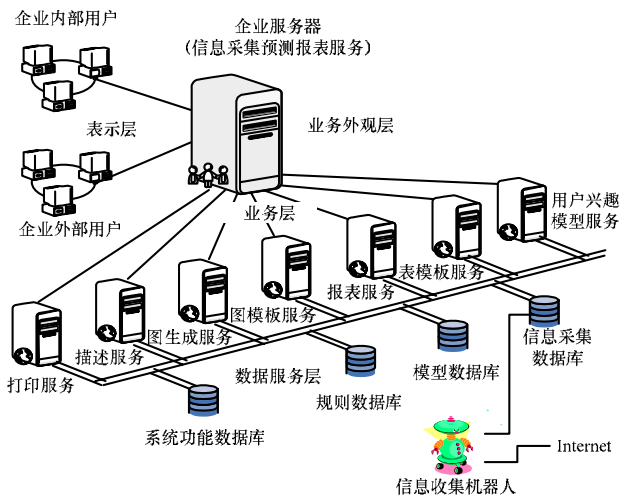 企业内部用户
企业服务器
(信息采集预测报表服务)
表示层
业务外观层
企业外部用户
业务层
用户兴趣
模型服务
表模板服务
报表服务
图模板服务
图生成服务
描述服务
打印服务
信息采集
数据库
模型数据库
数据服务层
规则数据库
系统功能数据库
Internet
信息收集机器人